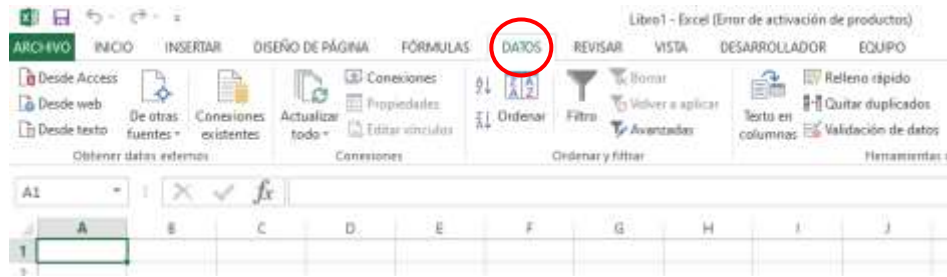 Libro1 - Excel (Error de activación de productos)
ARCHIVO INICIO INSERTAR DISEÑO DE PÁGINA FÓRMULAS DATOS REVISAR VISTA DESARROLLADOR EQUIPO
Desde Access
Desde web
Desde texto
De otras fuentes
Conexiones existentes
Obtener datos externos
Actualizar todo
Conexiones
Propiedades
Editar vínculos
Conexiones
Ordenar
Filtro
Borrar
Volver a aplicar
Avanzadas
Ordenar y filtrar
Texto en columnas
Relleno rápido
Quitar duplicados
Validación de datos
Herramientas
A1 fx
A B C D E F G H I J
1
2